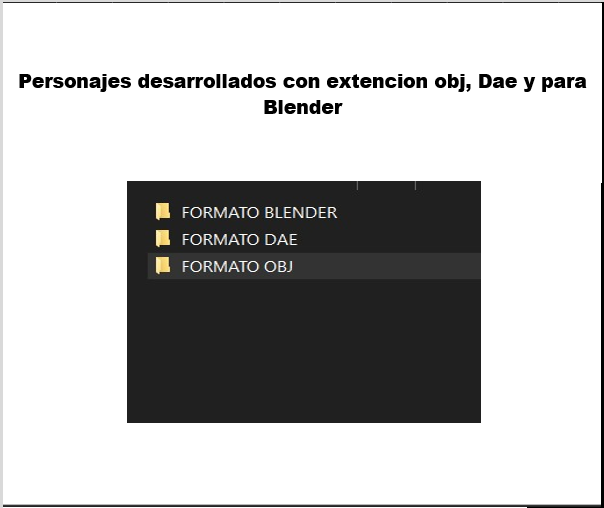 Personajes desarrollados con extencion obj, Dae y para
Blender
FORMATO BLENDER
FORMATO DAE
FORMATO OBJ